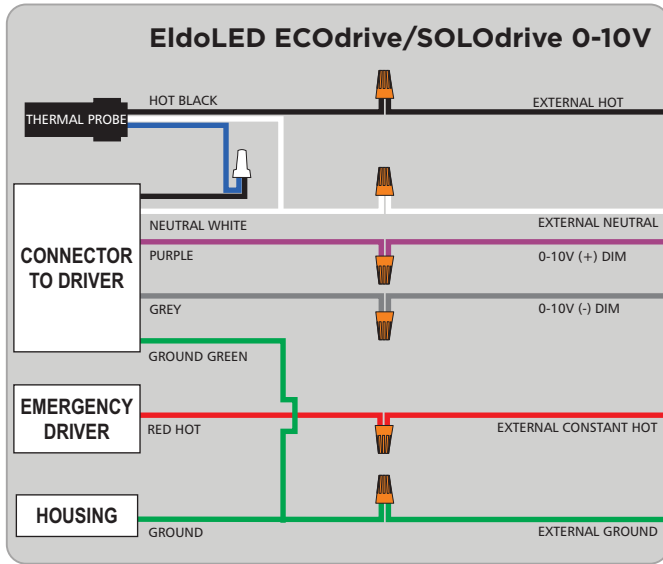 EldoLED ECOdrive/SOLOdrive 0-10V
HOT BLACK
EXTERNAL HOT
THERMAL PROBE
NEUTRAL WHITE
EXTERNAL NEUTRAL
CONNECTOR
TO DRIVER
PURPLE
0-10V (+) DIM
GREY
0-10V (-) DIM
GROUND GREEN
EMERGENCY
DRIVER
RED HOT
EXTERNAL CONSTANT HOT
HOUSING
GROUND
EXTERNAL GROUND